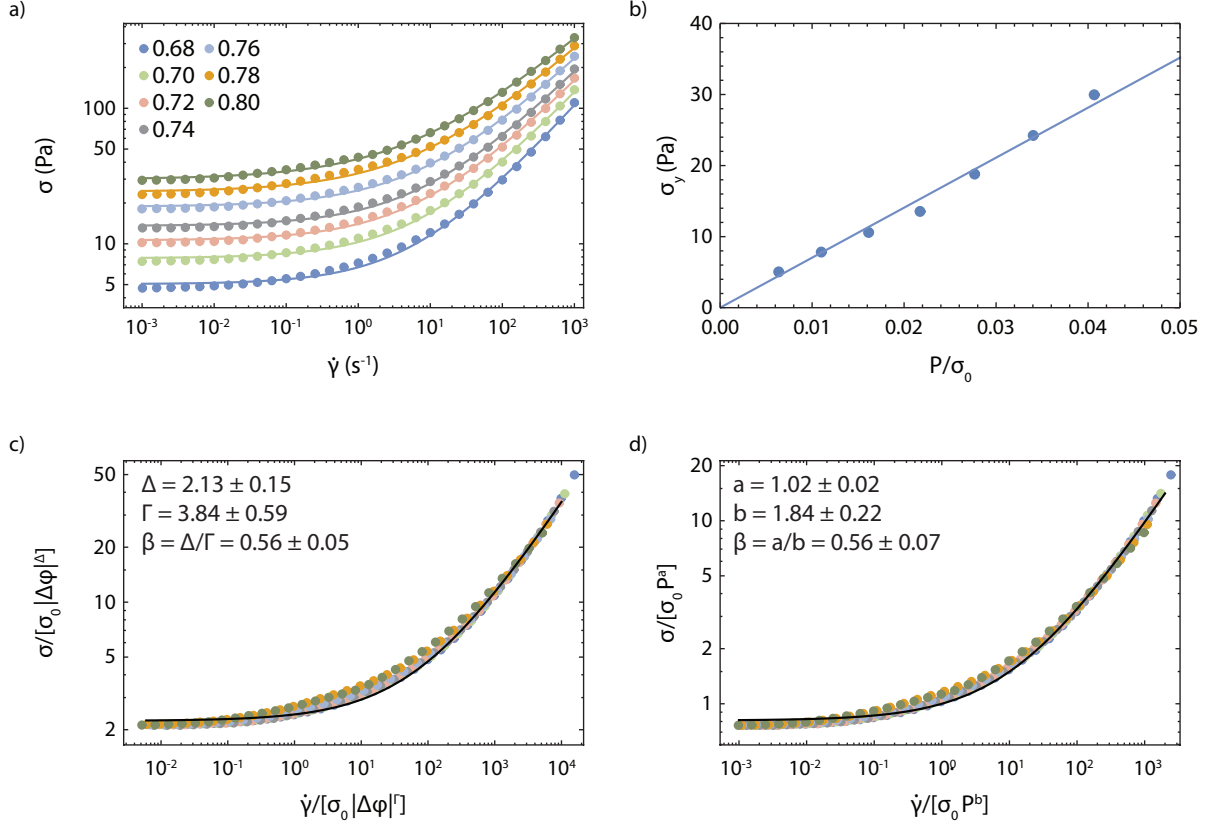 a)
0.68
0.76
0.70
0.78
0.72
0.80
0.74
100
50
10
5
σ (Pa)
10⁻³
10⁻²
10⁻¹
10⁰
10¹
10²
10³
γ̇ (s⁻¹)
b)
40
30
20
10
0
σ_y (Pa)
0.00
0.01
0.02
0.03
0.04
0.05
P/σ₀
c)
Δ = 2.13 ± 0.15
Γ = 3.84 ± 0.59
β = Δ/Γ = 0.56 ± 0.05
50
20
10
5
2
σ/[σ₀|Δφ|^Δ]
10⁻²
10⁻¹
10⁰
10¹
10²
10³
10⁴
γ̇/[σ₀|Δφ|^Γ]
d)
a = 1.02 ± 0.02
b = 1.84 ± 0.22
β = a/b = 0.56 ± 0.07
20
10
5
2
1
σ/[σ₀ Pᵃ]
10⁻³
10⁻²
10⁻¹
10⁰
10¹
10²
10³
γ̇/[σ₀ Pᵇ]